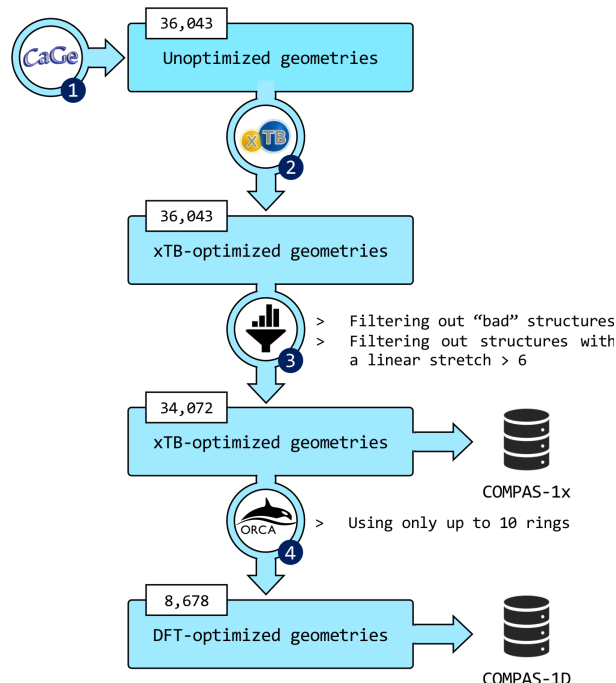 36,043
CaGe
Unoptimized geometries
1
xTB
2
36,043
xTB-optimized geometries
> Filtering out “bad” structures
> Filtering out structures with
a linear stretch > 6
3
34,072
xTB-optimized geometries
COMPAS-1x
ORCA
> Using only up to 10 rings
4
8,678
DFT-optimized geometries
COMPAS-1D